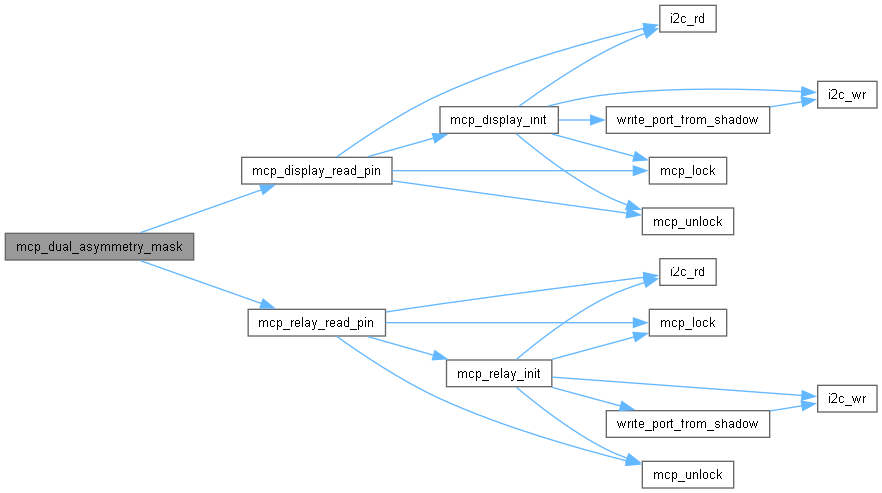 i2c_rd
i2c_wr
mcp_display_init
write_port_from_shadow
mcp_display_read_pin
mcp_lock
mcp_unlock
mcp_dual_asymmetry_mask
i2c_rd
mcp_relay_read_pin
mcp_lock
mcp_relay_init
i2c_wr
write_port_from_shadow
mcp_unlock